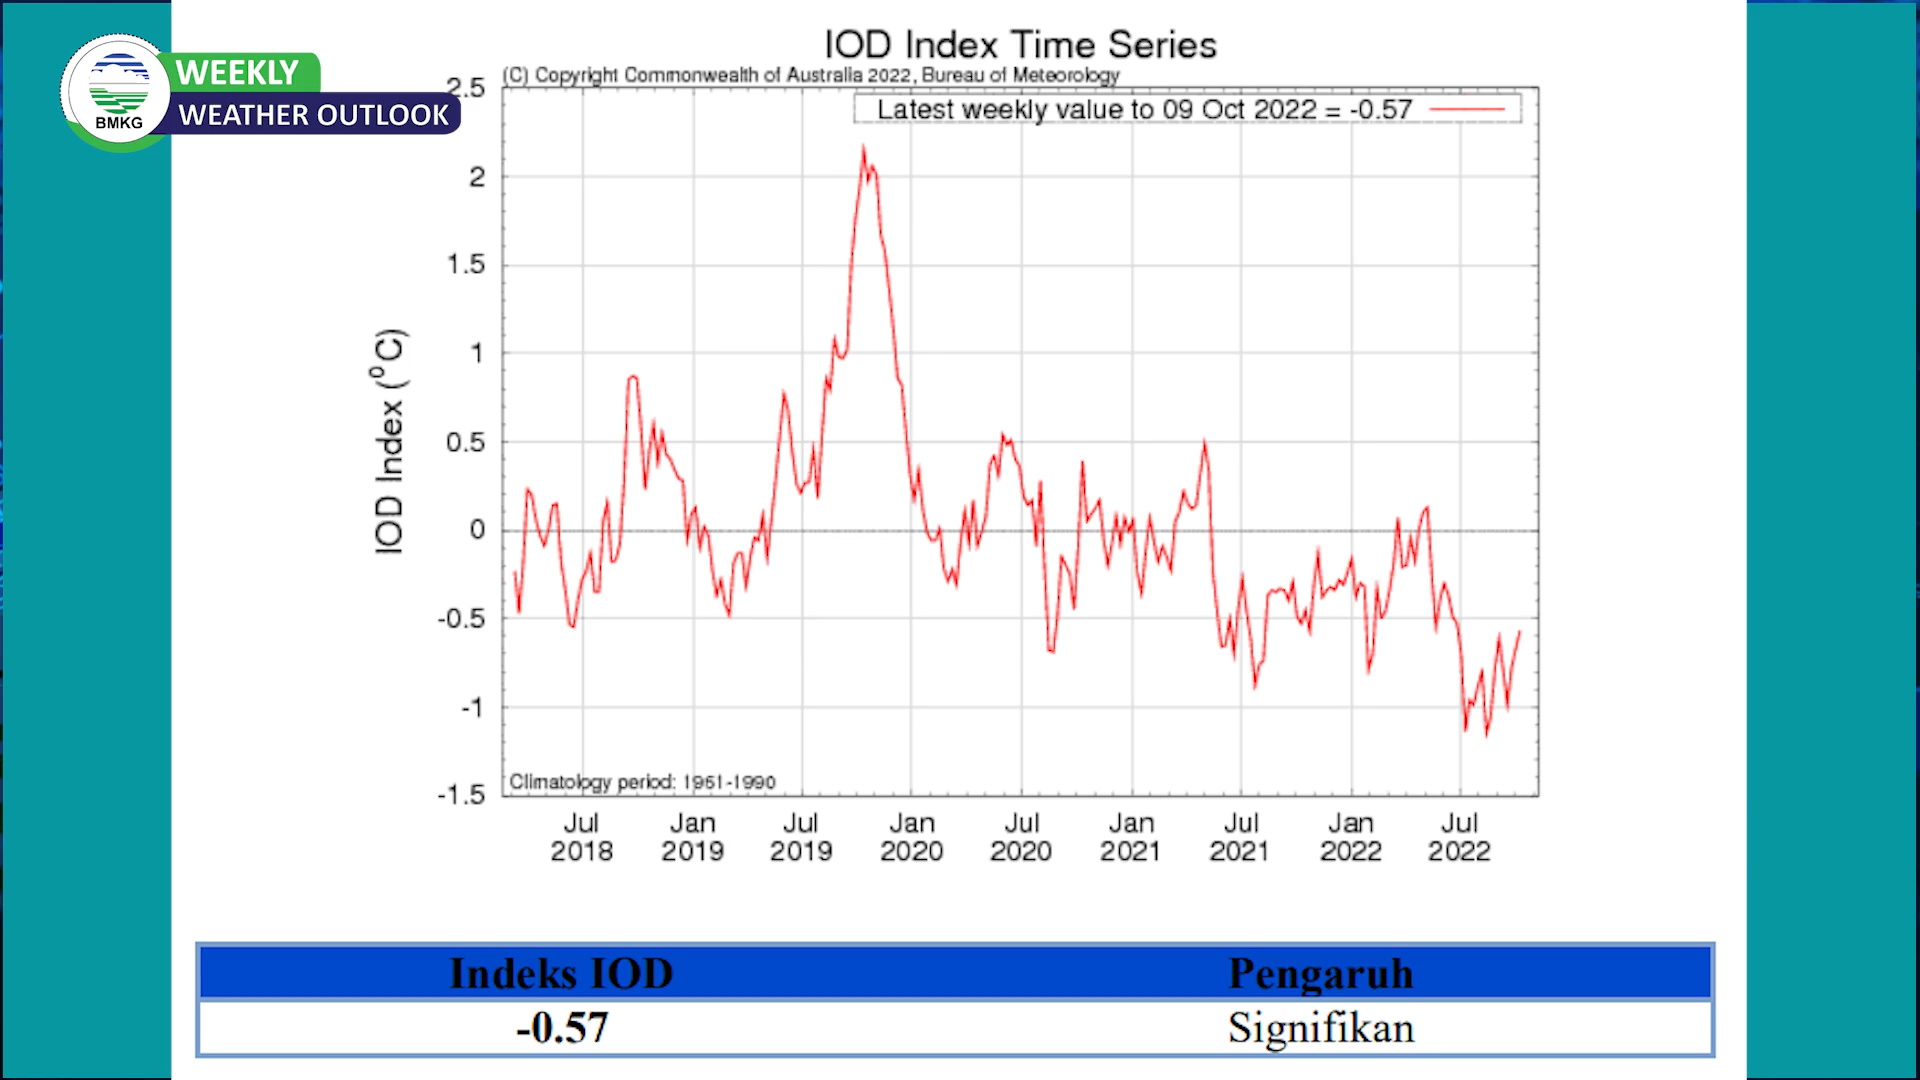 BMKG
WEEKLY
WEATHER OUTLOOK
IOD Index Time Series
(C) Copyright Commonwealth of Australia 2022, Bureau of Meteorology
Latest weekly value to 09 Oct 2022 = -0.57
2.5
2
1.5
1
0.5
0
-0.5
-1
-1.5
IOD Index (°C)
Climatology period: 1961-1990
Jul 2018
Jan 2019
Jul 2019
Jan 2020
Jul 2020
Jan 2021
Jul 2021
Jan 2022
Jul 2022
Indeks IOD Pengaruh
-0.57 Signifikan